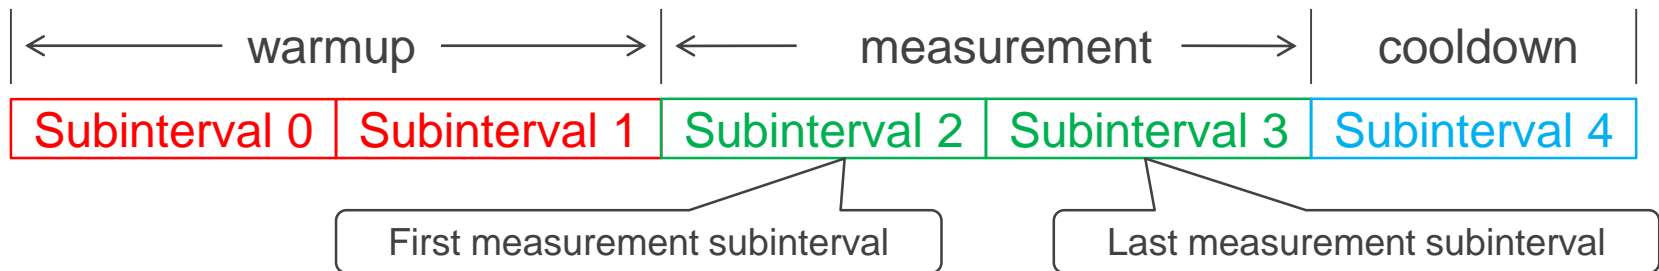 warmup measurement cooldown
Subinterval 0 Subinterval 1 Subinterval 2 Subinterval 3 Subinterval 4
First measurement subinterval Last measurement subinterval